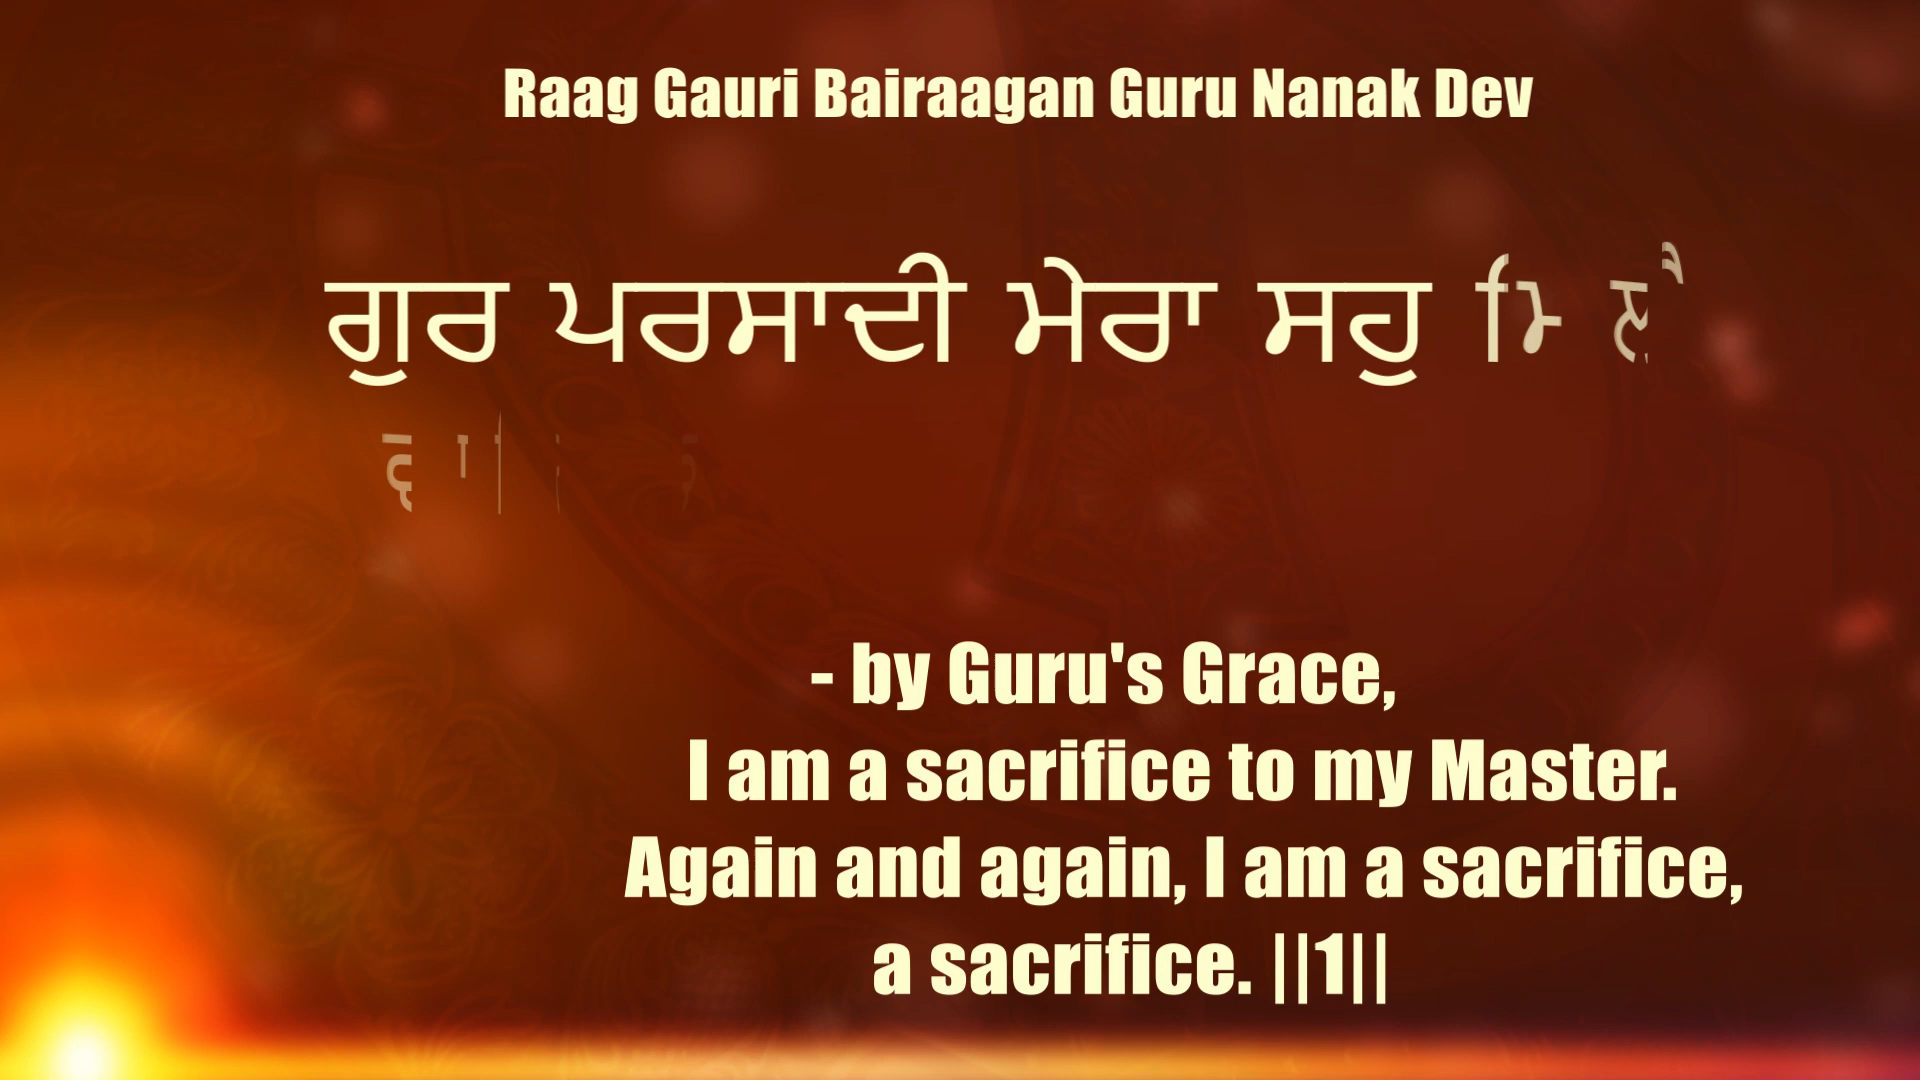 Raag Gauri Bairaagan Guru Nanak Dev
ਗੁਰ ਪਰਸਾਦੀ ਮੇਰਾ ਸਹੁ ਮਿਲੈ
- by Guru's Grace,
I am a sacrifice to my Master.
Again and again, I am a sacrifice,
a sacrifice. ||1||